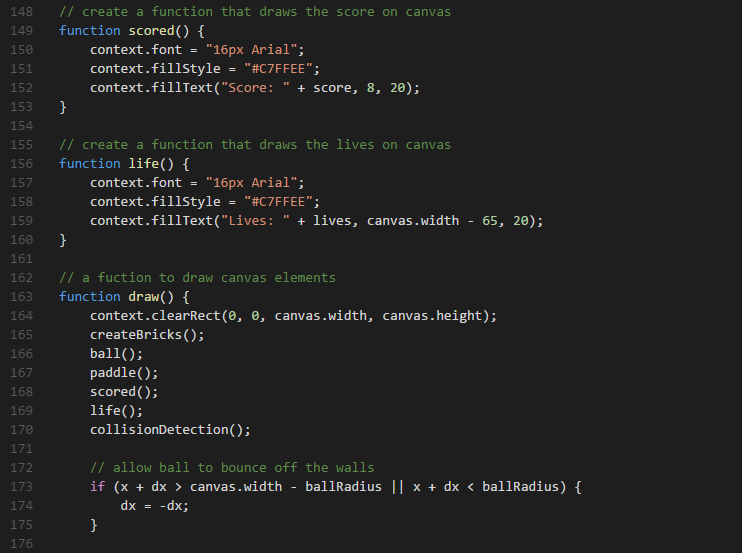 148 // create a function that draws the score on canvas
149 function scored() {
150     context.font = "16px Arial";
151     context.fillStyle = "#C7FFEE";
152     context.fillText("Score: " + score, 8, 20);
153 }
154
155 // create a function that draws the lives on canvas
156 function life() {
157     context.font = "16px Arial";
158     context.fillStyle = "#C7FFEE";
159     context.fillText("Lives: " + lives, canvas.width - 65, 20);
160 }
161
162 // a fuction to draw canvas elements
163 function draw() {
164     context.clearRect(0, 0, canvas.width, canvas.height);
165     createBricks();
166     ball();
167     paddle();
168     scored();
169     life();
170     collisionDetection();
171
172     // allow ball to bounce off the walls
173     if (x + dx > canvas.width - ballRadius || x + dx < ballRadius) {
174         dx = -dx;
175     }
176